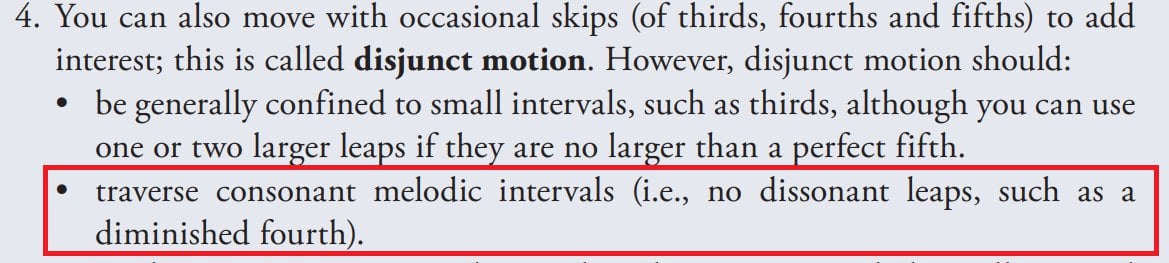 4. You can also move with occasional skips (of thirds, fourths and fifths) to add
interest; this is called disjunct motion. However, disjunct motion should:
• be generally confined to small intervals, such as thirds, although you can use
one or two larger leaps if they are no larger than a perfect fifth.
• traverse consonant melodic intervals (i.e., no dissonant leaps, such as a
diminished fourth).